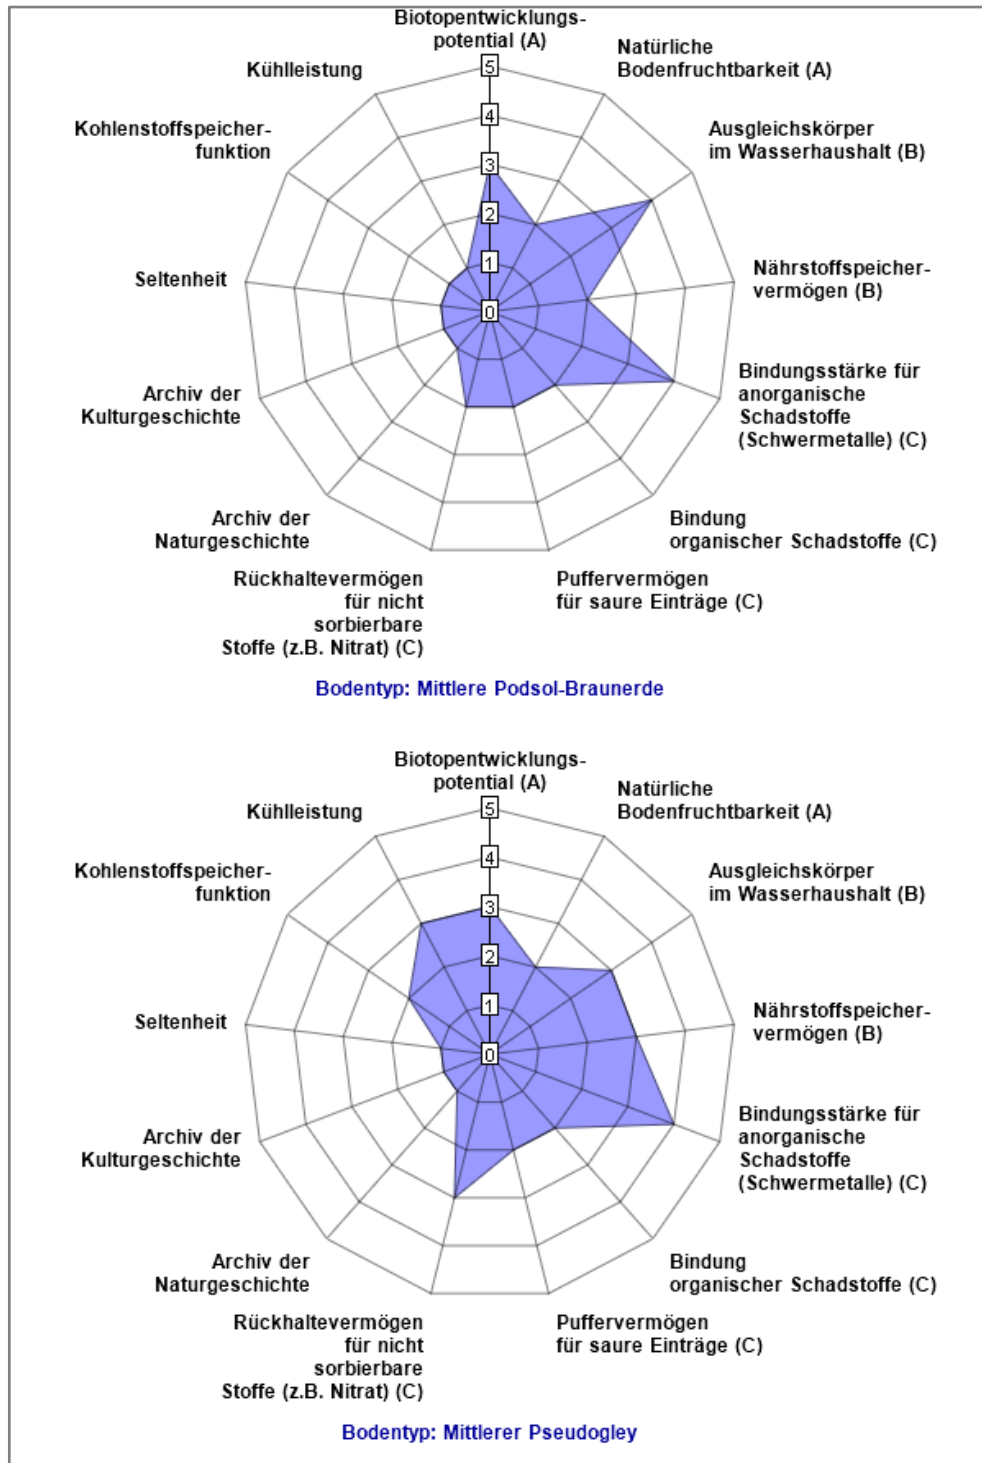 Biotopentwicklungs-
potential (A)
Natürliche
Bodenfruchtbarkeit (A)
Kühlleistung
5
4
3
2
1
0
Ausgleichskörper
im Wasserhaushalt (B)
Kohlenstoffspeicher-
funktion
Nährstoffspeicher-
vermögen (B)
Seltenheit
Bindungsstärke für
anorganische
Schadstoffe
(Schwermetalle) (C)
Archiv der
Kulturgeschichte
Bindung
organischer Schadstoffe (C)
Archiv der
Naturgeschichte
Puffervermögen
für saure Einträge (C)
Rückhaltevermögen
für nicht
sorbierbare
Stoffe (z.B. Nitrat) (C)
Bodentyp: Mittlere Podsol-Braunerde
Biotopentwicklungs-
potential (A)
Natürliche
Bodenfruchtbarkeit (A)
Kühlleistung
5
4
3
2
1
0
Ausgleichskörper
im Wasserhaushalt (B)
Kohlenstoffspeicher-
funktion
Nährstoffspeicher-
vermögen (B)
Seltenheit
Bindungsstärke für
anorganische
Schadstoffe
(Schwermetalle) (C)
Archiv der
Kulturgeschichte
Bindung
organischer Schadstoffe (C)
Archiv der
Naturgeschichte
Puffervermögen
für saure Einträge (C)
Rückhaltevermögen
für nicht
sorbierbare
Stoffe (z.B. Nitrat) (C)
Bodentyp: Mittlerer Pseudogley